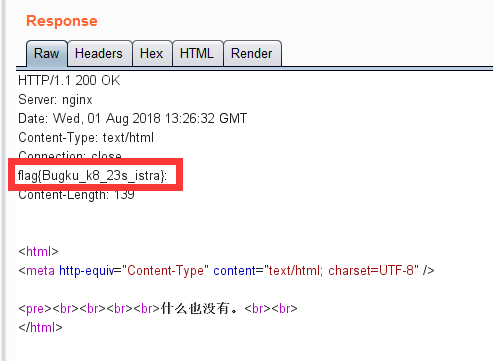 Response
Raw Headers Hex HTML Render
HTTP/1.1 200 OK
Server: nginx
Date: Wed, 01 Aug 2018 13:26:32 GMT
Content-Type: text/html
Connection: close
flag{Bugku_k8_23s_istra}:
Content-Length: 139
<html>
<meta http-equiv="Content-Type" content="text/html; charset=UTF-8" />
<pre><br><br><br><br>什么也没有。<br><br>
</html>